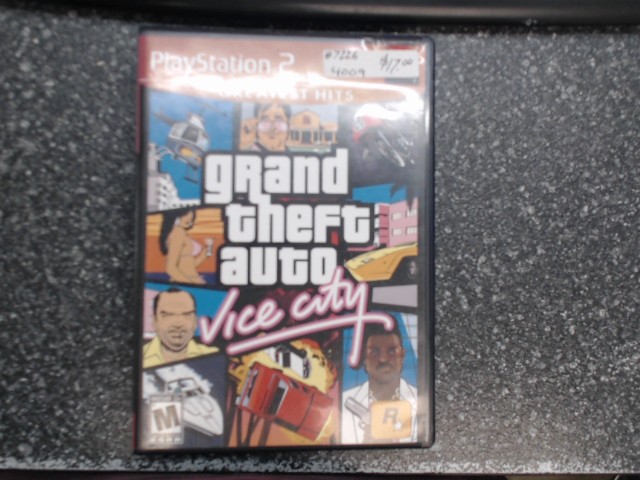 PlayStation 2
#7226
4009
$17.00
GREATEST HITS
grand
theft
auto
Vice City
M
R